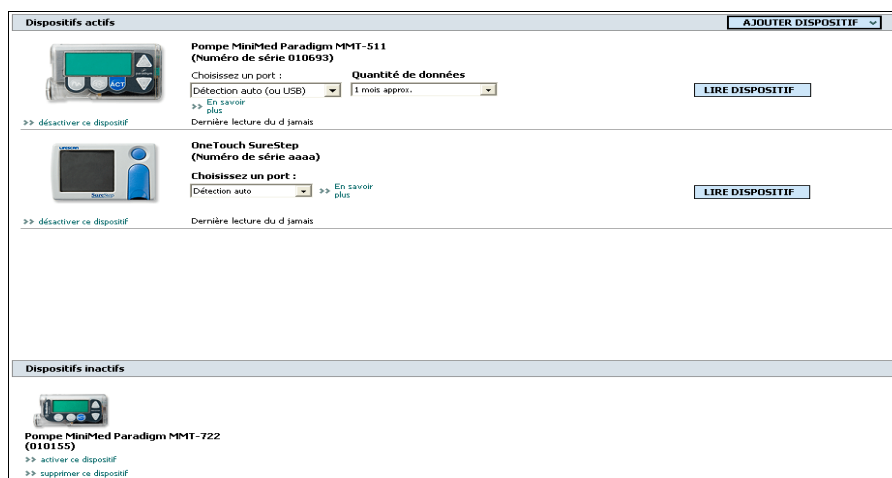 Dispositifs actifs
AJOUTER DISPOSITIF
Pompe MiniMed Paradigm MMT-511
(Numéro de série 010693)
Choisissez un port :
Quantité de données
Détection auto (ou USB)
1 mois approx.
LIRE DISPOSITIF
>> En savoir
plus
>> désactiver ce dispositif
Dernière lecture du d jamais
LIFESCAN
SureStep
OneTouch SureStep
(Numéro de série aaaa)
Choisissez un port :
Détection auto
>> En savoir
plus
LIRE DISPOSITIF
>> désactiver ce dispositif
Dernière lecture du d jamais
Dispositifs inactifs
Pompe MiniMed Paradigm MMT-722
(010155)
>> activer ce dispositif
>> supprimer ce dispositif